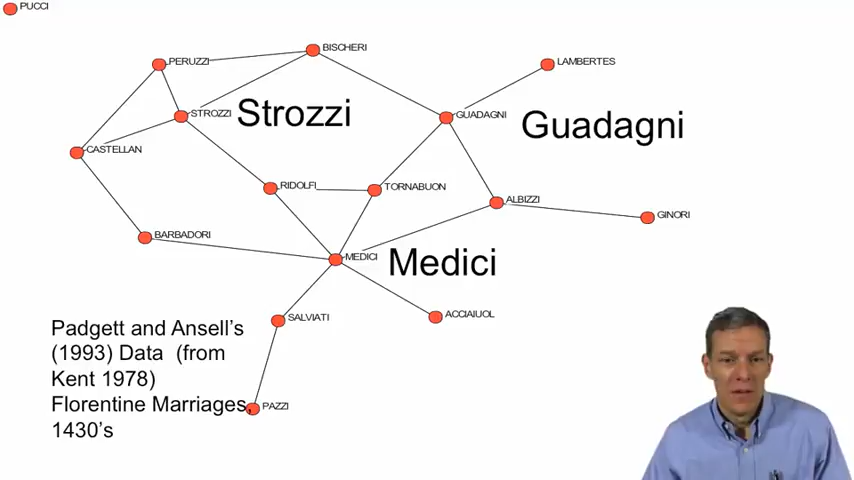 PUCCI
BISCHERI
PERUZZI
LAMBERTES
STROZZI
Strozzi
GUADAGNI
Guadagni
CASTELLAN
RIDOLFI
TORNABUON
ALBIZZI
GINORI
BARBADORI
MEDICI
Medici
SALVIATI
ACCIAIUOL
Padgett and Ansell's
(1993) Data (from
Kent 1978)
Florentine Marriages,
1430's
PAZZI